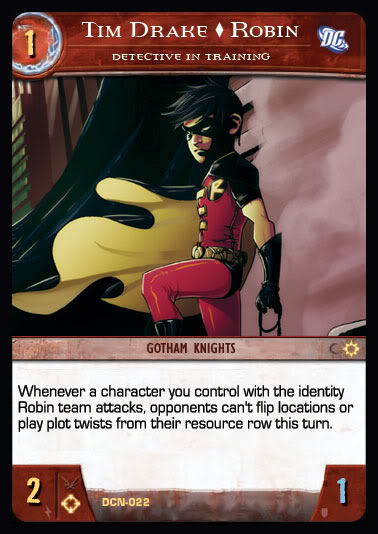 1
TIM DRAKE ♦ ROBIN
DETECTIVE IN TRAINING
DC
R
GOTHAM KNIGHTS
C
Whenever a character you control with the identity
Robin team attacks, opponents can't flip locations or
play plot twists from their resource row this turn.
2
DCN-022
1